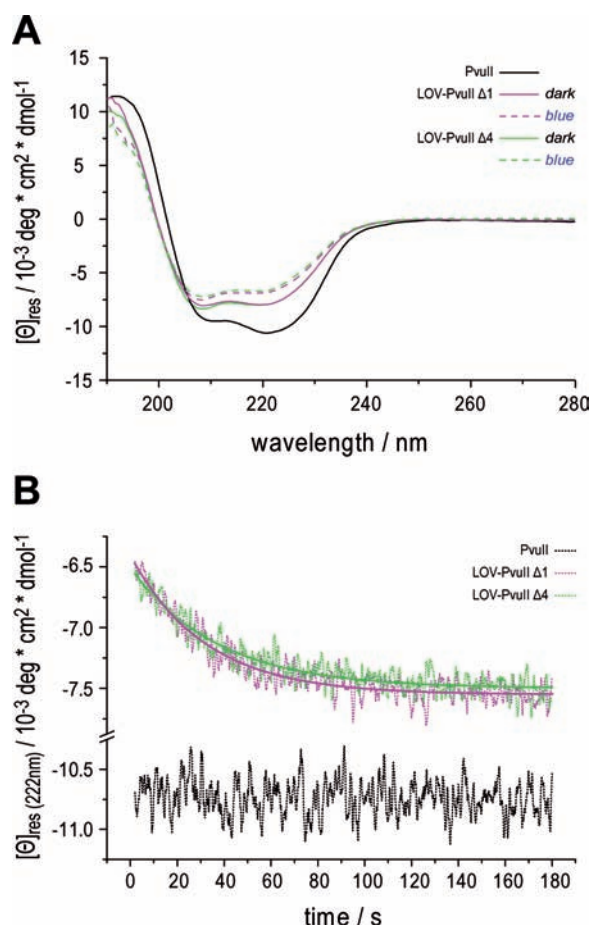 A
[Θ]res / 10-3 deg * cm2 * dmol-1
15
10
5
0
-5
-10
-15
PvuII
LOV-PvuII Δ1 dark
blue
LOV-PvuII Δ4 dark
blue
200 220 240 260 280
wavelength / nm
B
[Θ]res (222nm) / 10-3 deg * cm2 * dmol-1
-6.5
-7.0
-7.5
-10.5
-11.0
PvuII
LOV-PvuII Δ1
LOV-PvuII Δ4
0 20 40 60 80 100 120 140 160 180
time / s